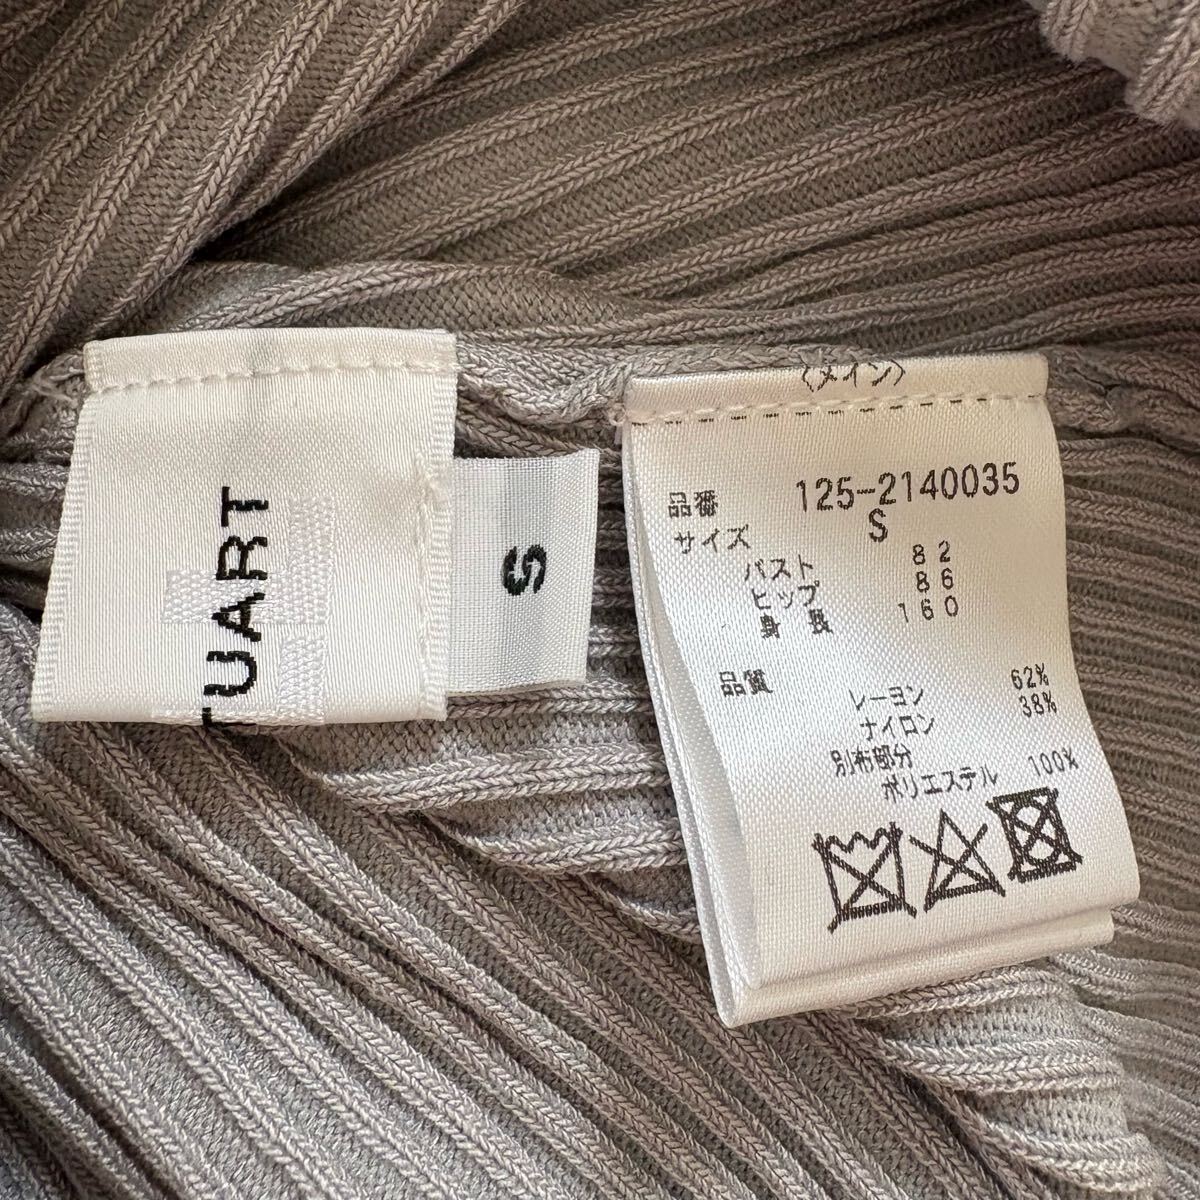 TUART
S
〈メイン〉
品番 125-2140035
サイズ S
バスト 82
ヒップ 86
身長 160
品質
レーヨン 62%
ナイロン 38%
別布部分
ポリエステル 100%